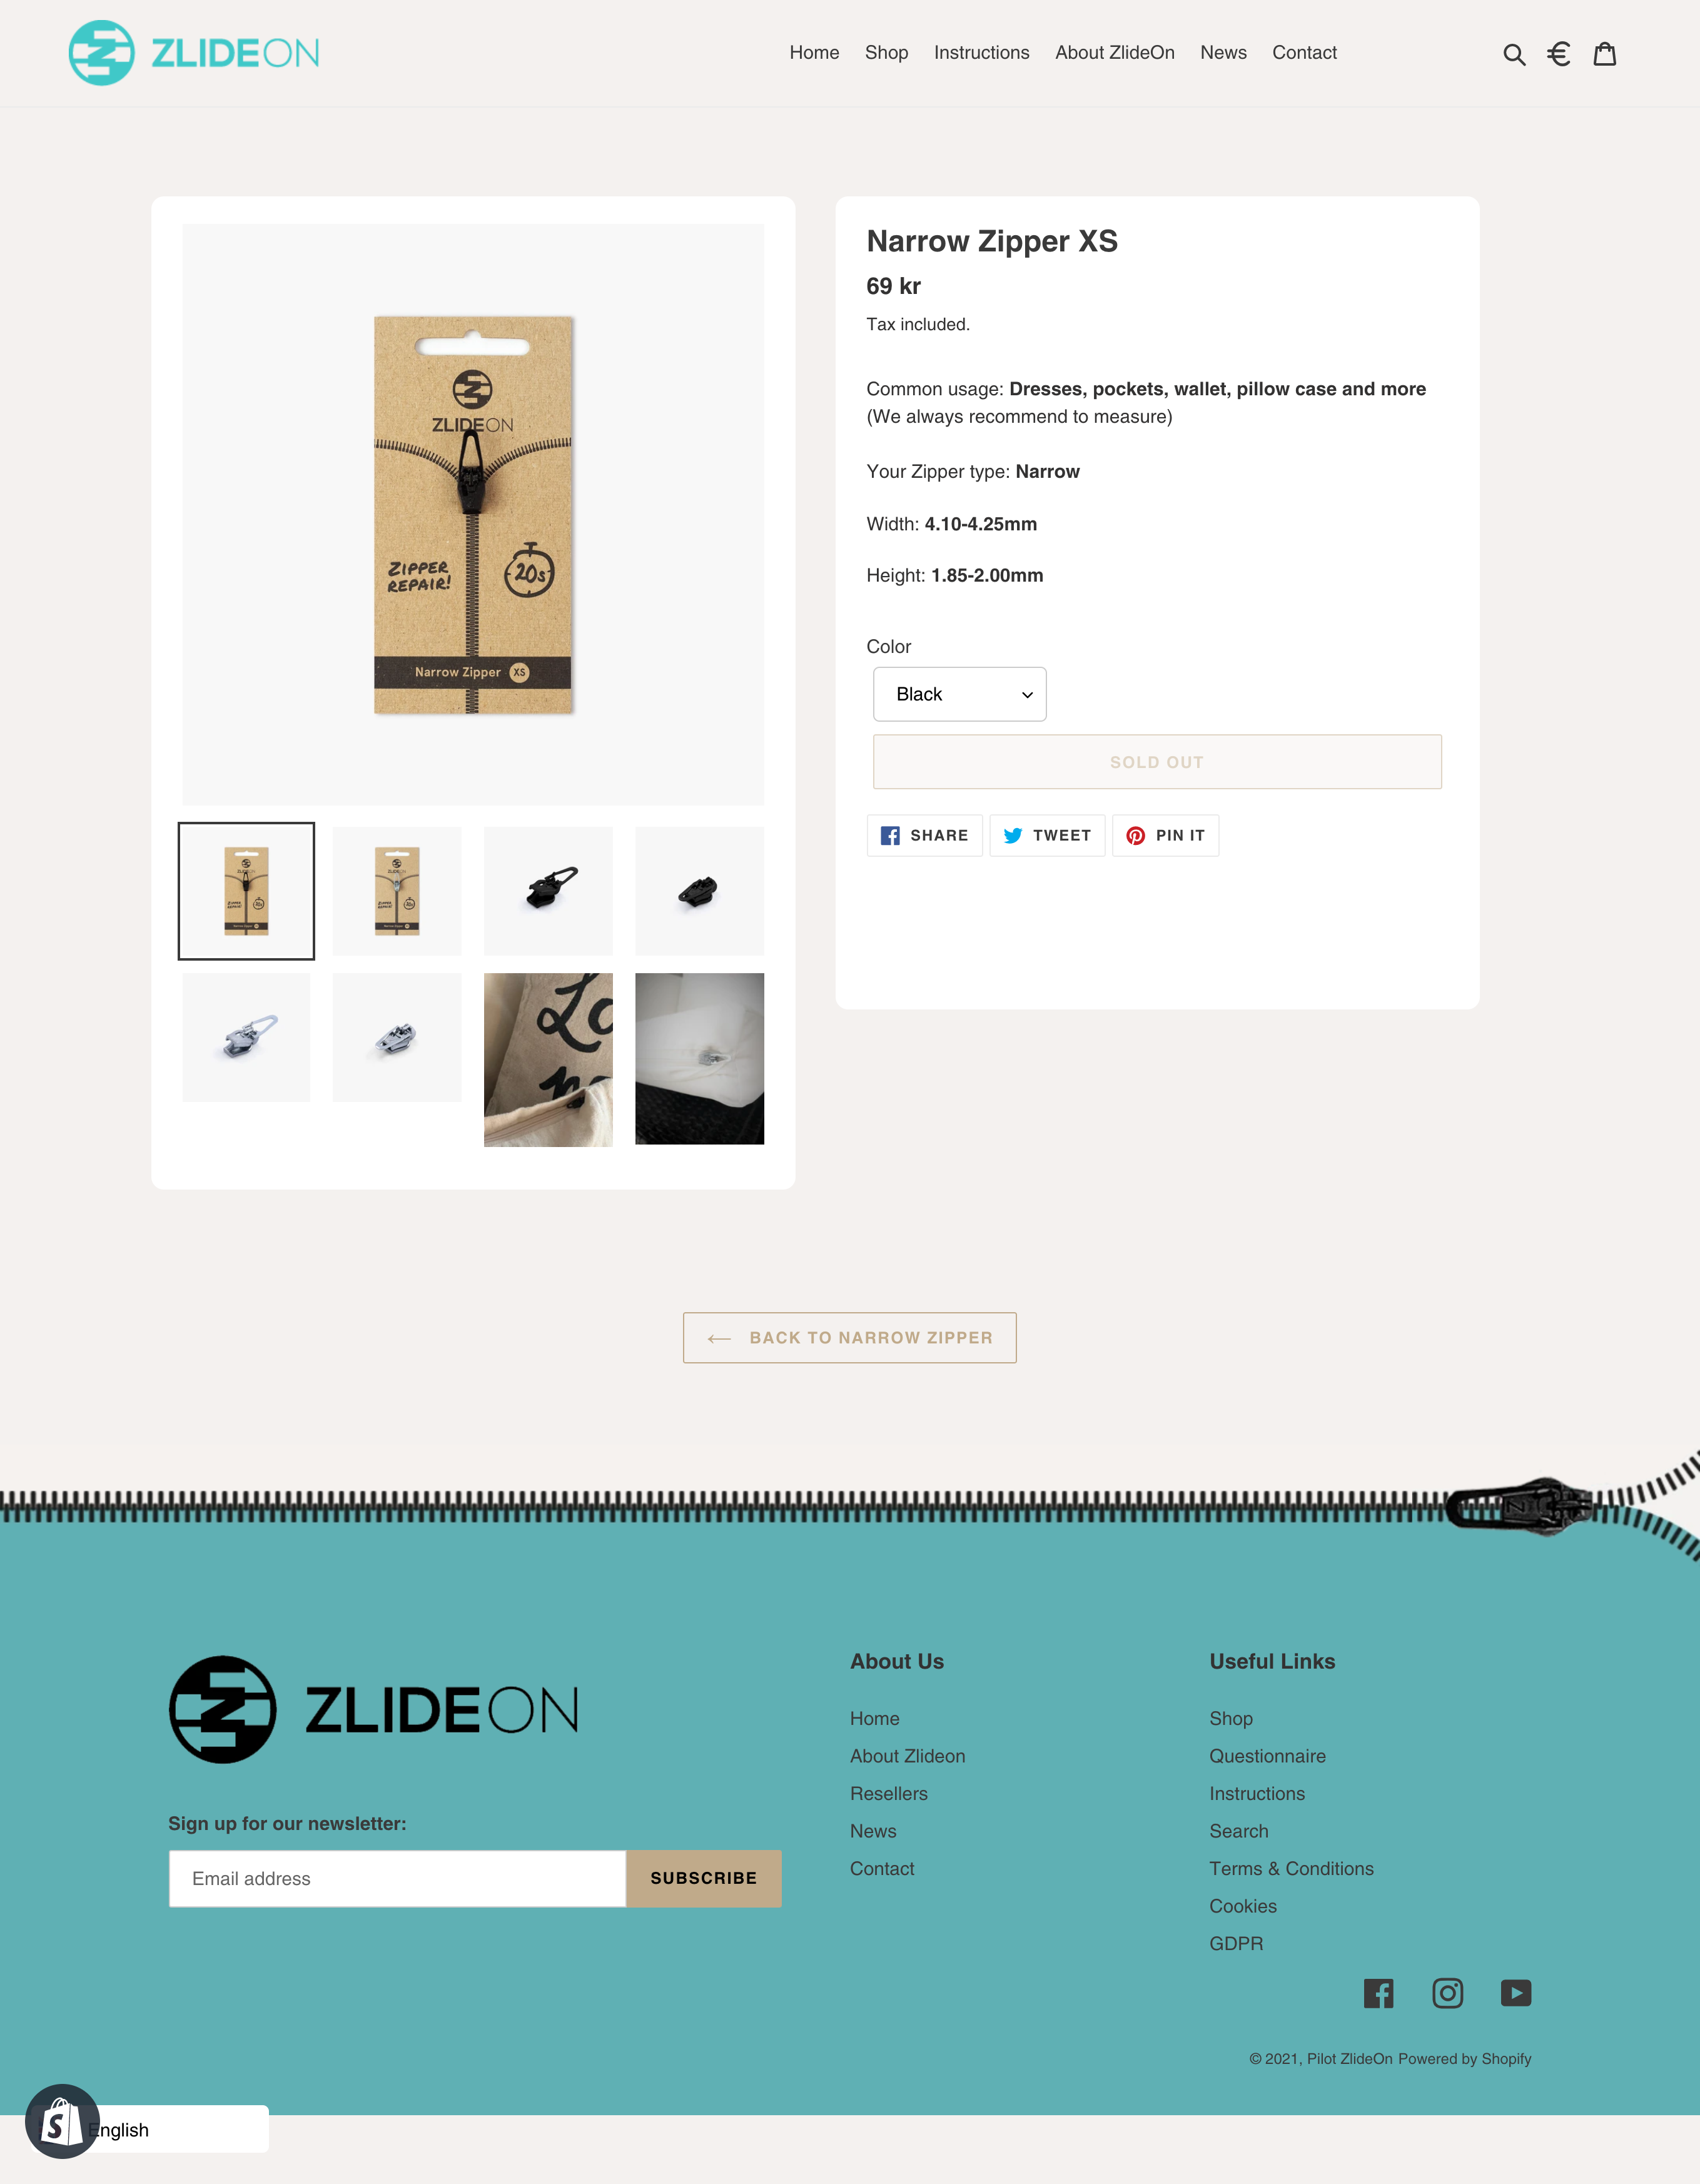 ZLIDEON
Home Shop Instructions About ZlideOn News Contact
Narrow Zipper XS
69 kr
Tax included.
Common usage: Dresses, pockets, wallet, pillow case and more
(We always recommend to measure)
Your Zipper type: Narrow
Width: 4.10-4.25mm
Height: 1.85-2.00mm
Color
Black
SOLD OUT
SHARE TWEET PIN IT
ZLIDEON
ZIPPER
REPAIR!
20s
Narrow Zipper XS
BACK TO NARROW ZIPPER
ZLIDEON
Sign up for our newsletter:
Email address SUBSCRIBE
About Us
Home
About Zlideon
Resellers
News
Contact
Useful Links
Shop
Questionnaire
Instructions
Search
Terms & Conditions
Cookies
GDPR
© 2021, Pilot ZlideOn Powered by Shopify
English